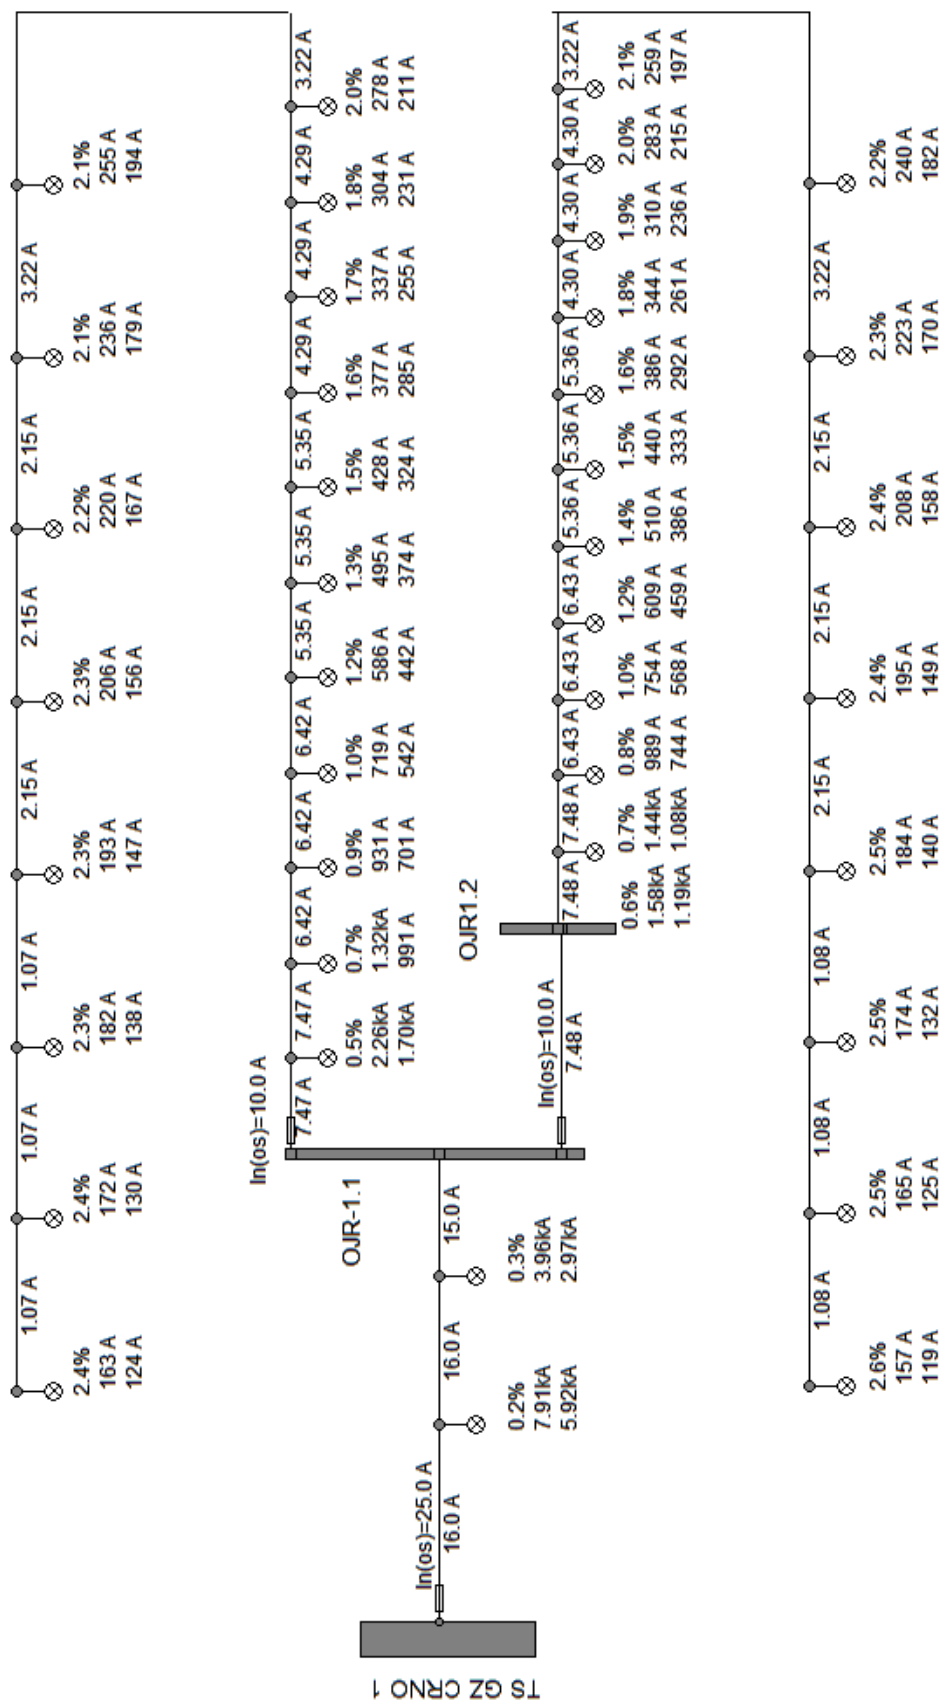 TS GZ CRNO 1
In(os)=25.0 A
16.0 A
0.2%
7.91kA
5.92kA
16.0 A
0.3%
3.96kA
2.97kA
15.0 A
OJR-1.1
In(os)=10.0 A
7.47 A
0.5%
2.26kA
1.70kA
7.47 A
0.7%
1.32kA
991 A
6.42 A
0.9%
931 A
701 A
6.42 A
1.0%
719 A
542 A
6.42 A
1.2%
586 A
442 A
5.35 A
1.3%
495 A
374 A
5.35 A
1.5%
428 A
324 A
5.35 A
1.6%
377 A
285 A
4.29 A
1.7%
337 A
255 A
4.29 A
1.8%
304 A
231 A
4.29 A
2.0%
278 A
211 A
3.22 A
2.1%
255 A
194 A
3.22 A
2.1%
236 A
179 A
2.15 A
2.2%
220 A
167 A
2.15 A
2.3%
206 A
156 A
2.15 A
2.3%
193 A
147 A
1.07 A
2.3%
182 A
138 A
1.07 A
2.4%
172 A
130 A
1.07 A
2.4%
163 A
124 A
In(os)=10.0 A
7.48 A
OJR1.2
0.6%
1.58kA
1.19kA
7.48 A
0.7%
1.44kA
1.08kA
7.48 A
0.8%
989 A
744 A
6.43 A
1.0%
754 A
568 A
6.43 A
1.2%
609 A
459 A
6.43 A
1.4%
510 A
386 A
5.36 A
1.5%
440 A
333 A
5.36 A
1.6%
386 A
292 A
5.36 A
1.8%
344 A
261 A
4.30 A
1.9%
310 A
236 A
4.30 A
2.0%
283 A
215 A
4.30 A
2.1%
259 A
197 A
3.22 A
2.2%
240 A
182 A
3.22 A
2.3%
223 A
170 A
2.15 A
2.4%
208 A
158 A
2.15 A
2.4%
195 A
149 A
2.15 A
2.5%
184 A
140 A
1.08 A
2.5%
174 A
132 A
1.08 A
2.5%
165 A
125 A
1.08 A
2.6%
157 A
119 A